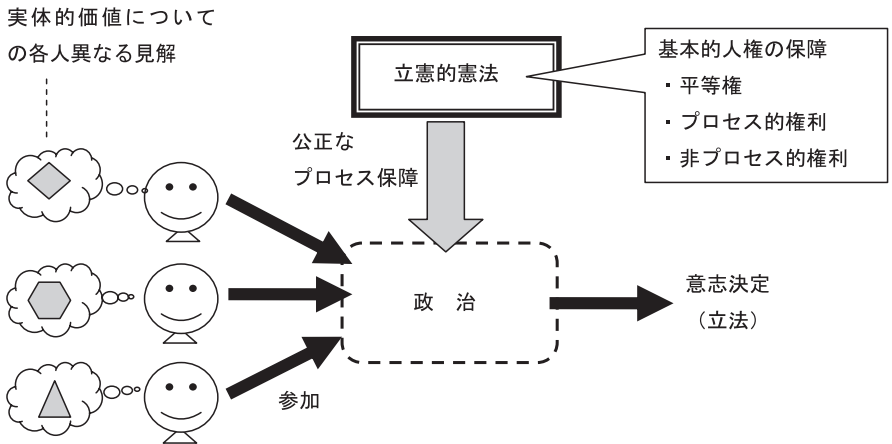 実体的価値について
の各人異なる見解
立憲的憲法
基本的人権の保障
・平等権
・プロセス的権利
・非プロセス的権利
公正な
プロセス保障
政　治
意志決定
（立法）
参加